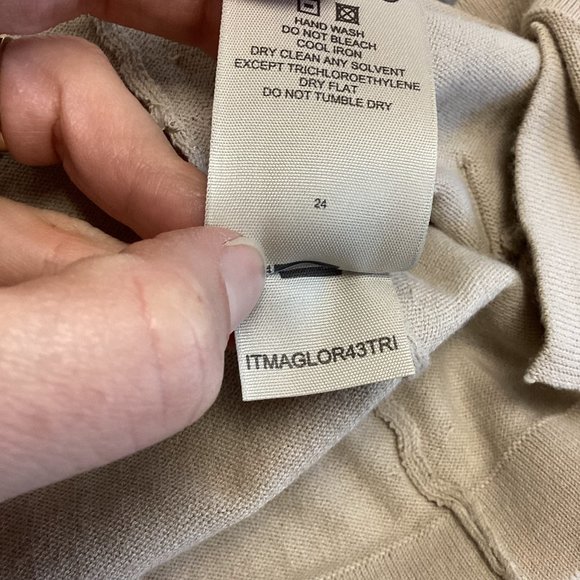 HAND WASH
DO NOT BLEACH
COOL IRON
DRY CLEAN ANY SOLVENT
EXCEPT TRICHLOROETHYLENE
DRY FLAT
DO NOT TUMBLE DRY
24
ITMAGLOR43TRI